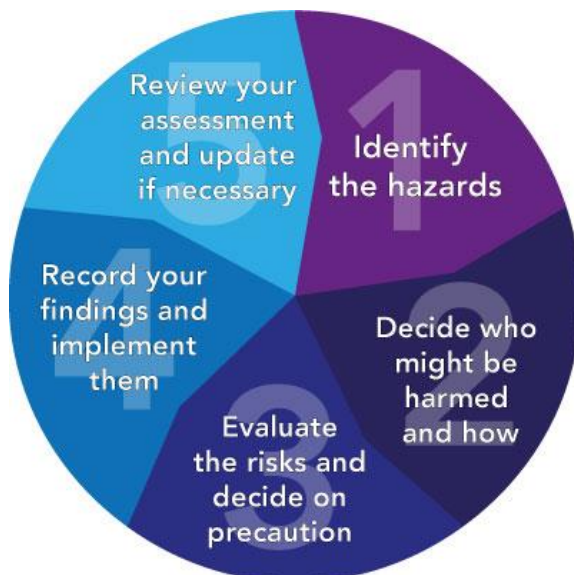 1
Identify
the hazards
2
Decide who
might be
harmed
and how
3
Evaluate
the risks and
decide on
precaution
4
Record your
findings and
implement
them
5
Review your
assessment
and update
if necessary